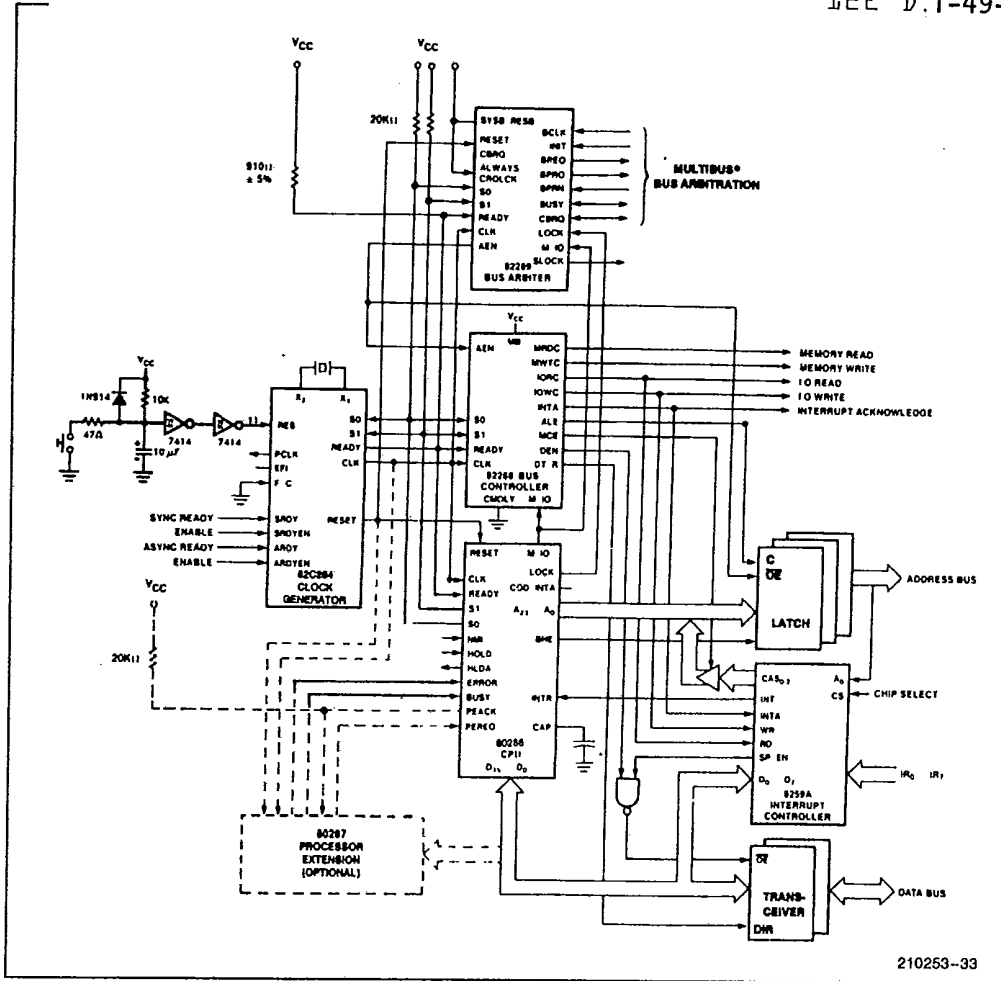 D.T-49-
VCC
VCC
20KΩ
910Ω
± 5%
SYSB RESB
RESET
CBRQ
ALWAYS
CROLCK
S0
S1
READY
CLK
AEN
BCLK
INIT
BREQ
BPRO
BPRN
BUSY
CBRQ
LOCK
M IO
SLOCK
82289
BUS ARBITER
MULTIBUS®
BUS ARBITRATION
VCC
MB
AEN
S0
S1
READY
CLK
MRDC
MWTC
IORC
IOWC
INTA
ALE
MCE
DEN
DT R
82288 BUS
CONTROLLER
CMDLY M IO
MEMORY READ
MEMORY WRITE
I O READ
I O WRITE
INTERRUPT ACKNOWLEDGE
VCC
1N914
10K
47Ω
10 µF
7414
7414
11
X2 X1
RES
PCLK
EFI
F C
SRDY
SRDYEN
ARDY
ARDYEN
S0
S1
READY
CLK
RESET
82C284
CLOCK
GENERATOR
SYNC READY
ENABLE
ASYNC READY
ENABLE
VCC
20KΩ
RESET M IO
CLK
READY
S1
S0
NMI
HOLD
HLDA
ERROR
BUSY
PEACK
PEREQ
LOCK
COD INTA
A23 A0
BHE
INTR
CAP
80286
CPU
D15 D0
C
OE
LATCH
ADDRESS BUS
CAS0-2
INT
INTA
WR
RD
SP EN
D0 D7
A0
CS
CHIP SELECT
IR0 IR7
8259A
INTERRUPT
CONTROLLER
80287
PROCESSOR
EXTENSION
(OPTIONAL)
OE
TRANS-
CEIVER
DIR
DATA BUS
210253-33